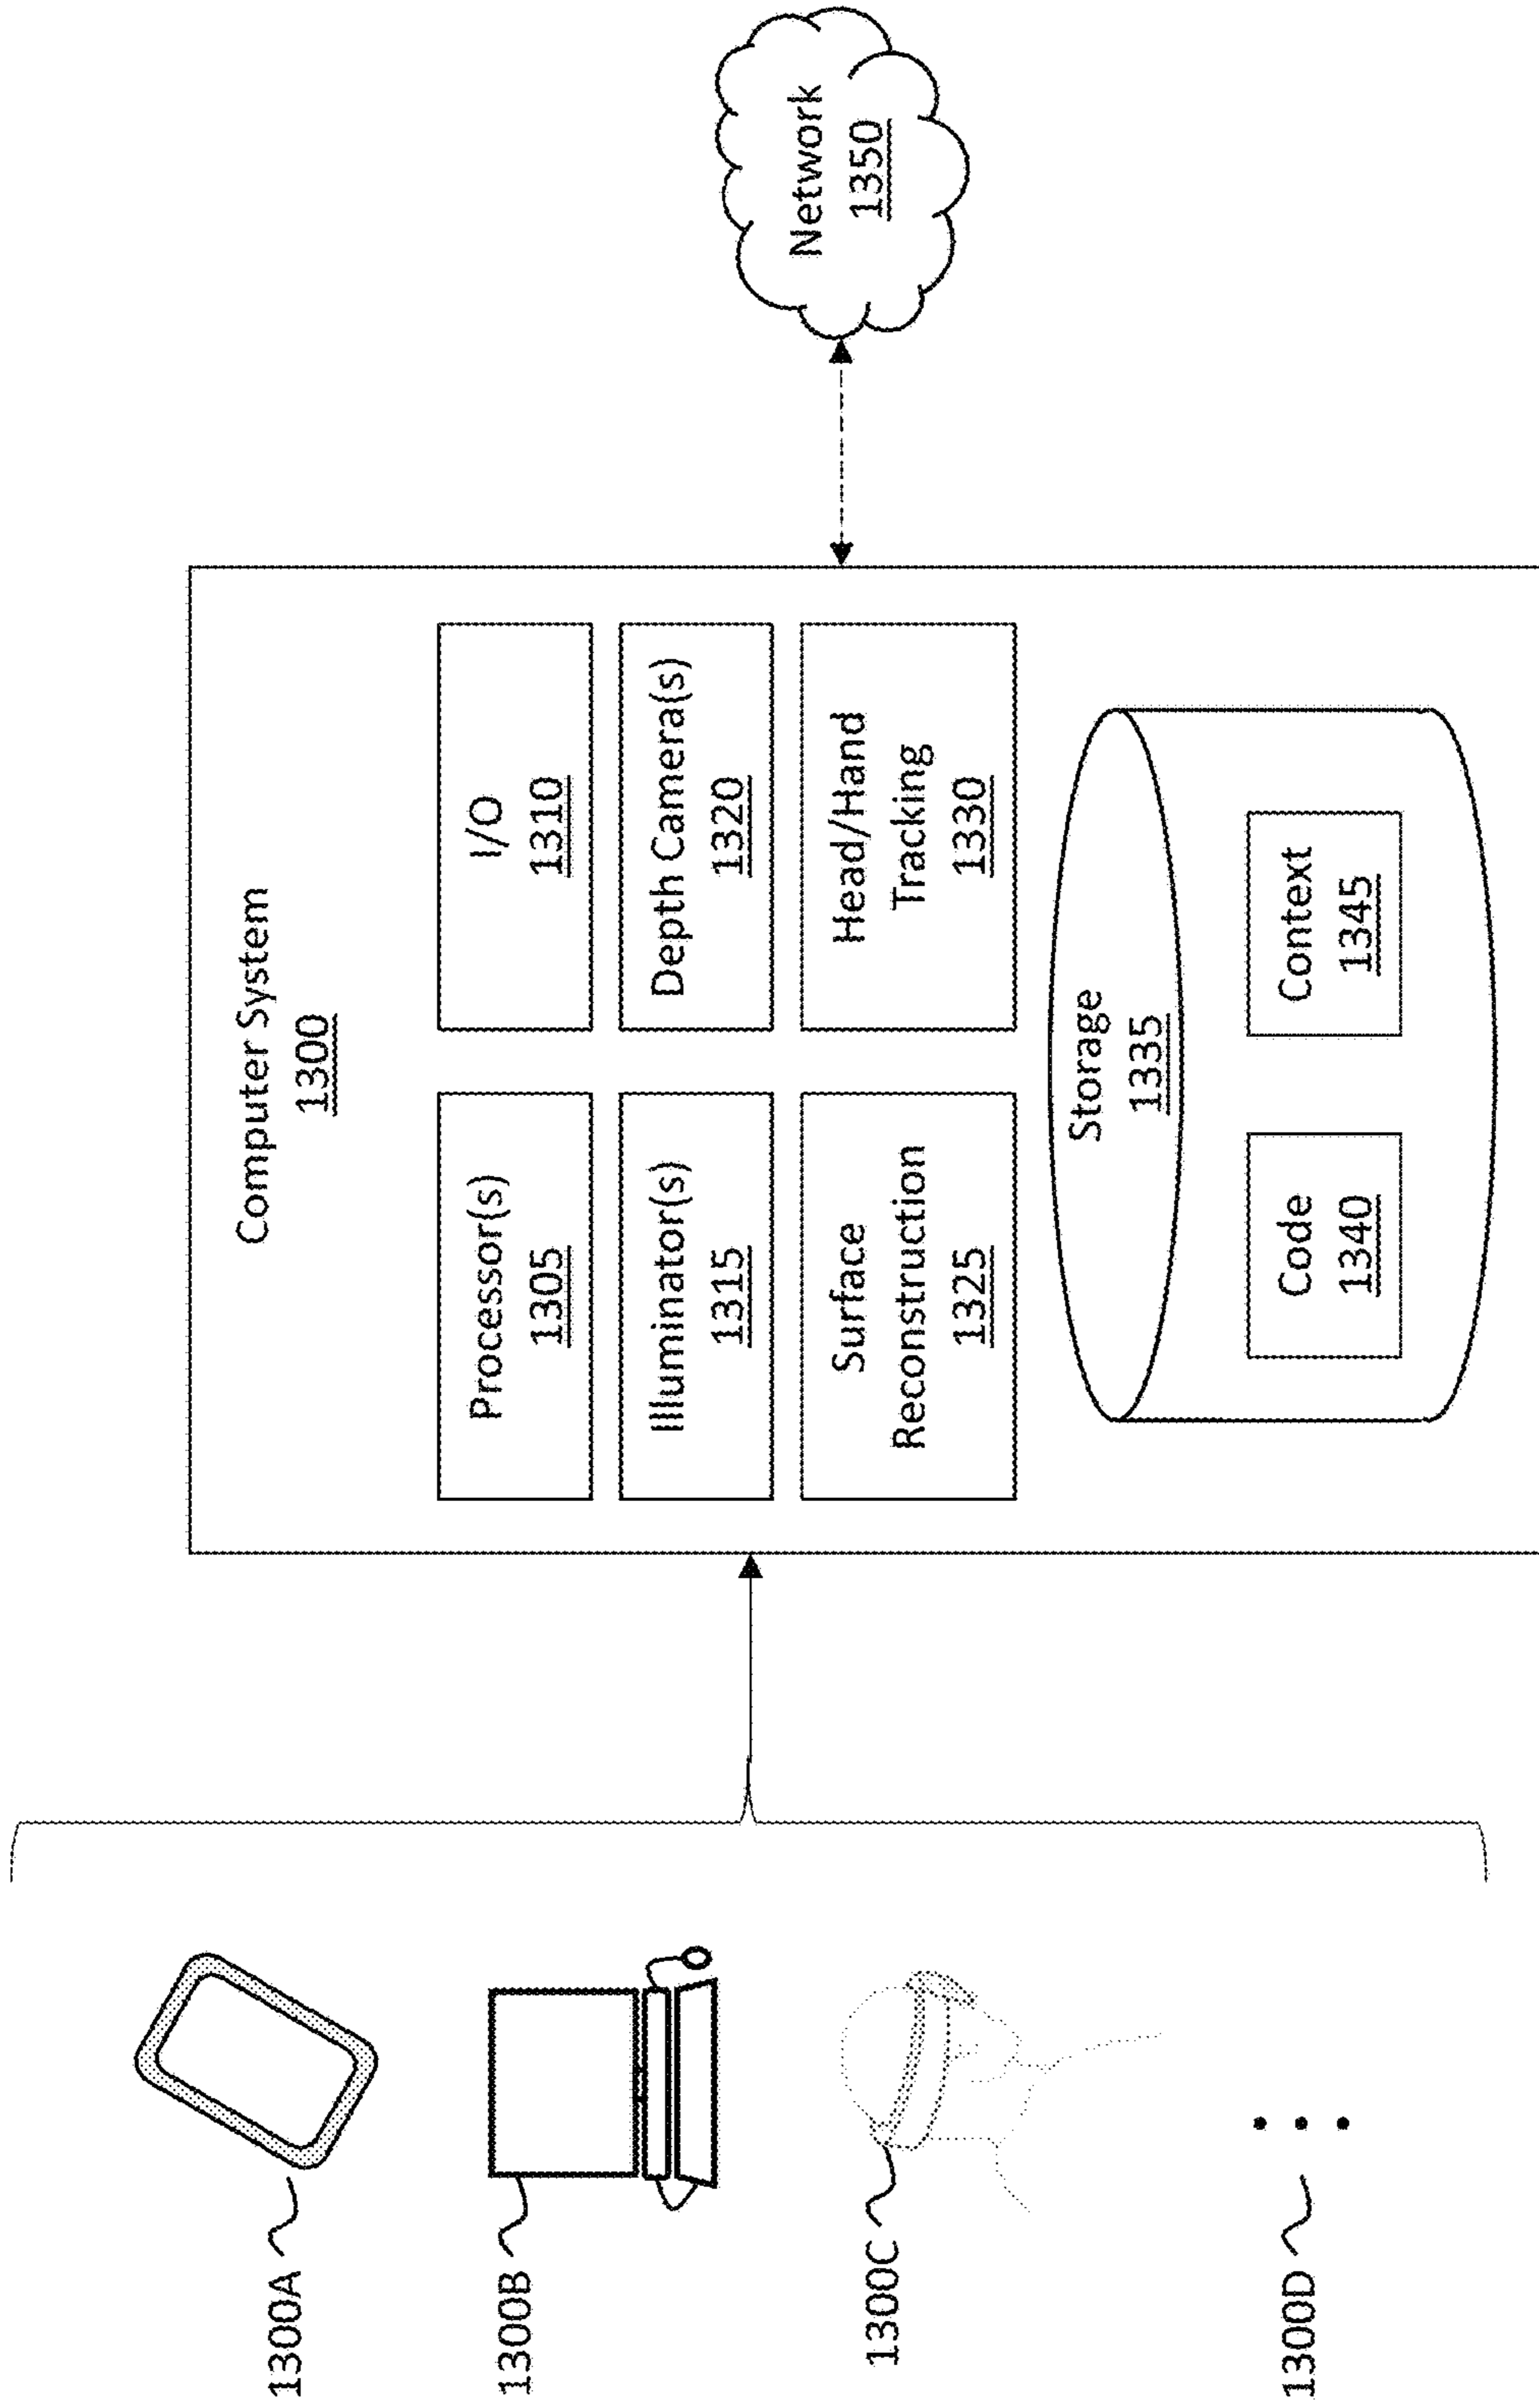 1300A
1300B
1300C
1300D
Computer System
1300
Processor(s)
1305
I/O
1310
Illuminator(s)
1315
Depth Camera(s)
1320
Surface
Reconstruction
1325
Head/Hand
Tracking
1330
Storage
1335
Code
1340
Context
1345
Network
1350